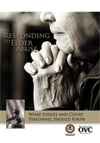 RESPONDING
TO ELDER
ABUSE
WHAT JUDGES AND COURT
PERSONNEL SHOULD KNOW
OVC